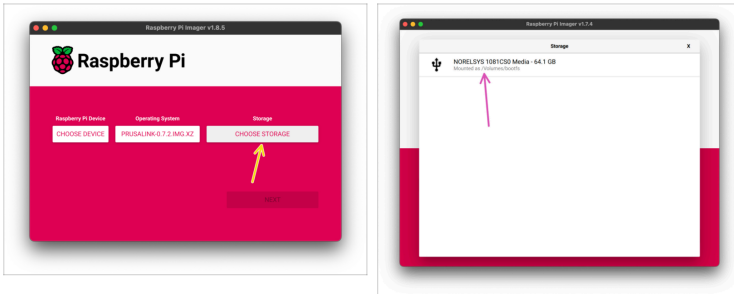 Raspberry Pi Imager v1.8.5
Raspberry Pi
Raspberry Pi Device
Operating System
Storage
CHOOSE DEVICE
PRUSALINK-0.7.2.IMG.XZ
CHOOSE STORAGE
NEXT
Raspberry Pi Imager v1.7.4
Storage
X
NORELSYS 1081CS0 Media - 64.1 GB
Mounted as /Volumes/bootfs